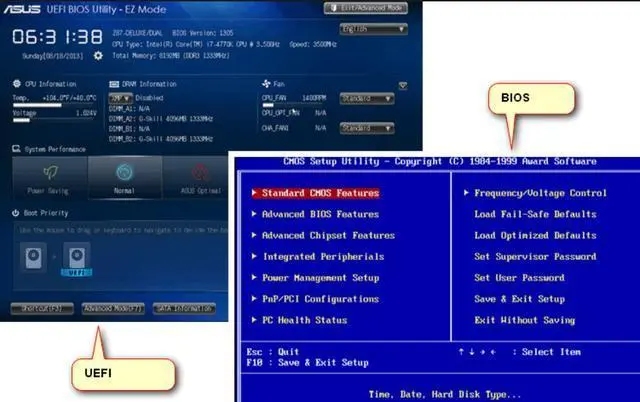 ASUS UEFI BIOS Utility - EZ Mode
Exit/Advanced Mode
06:31:38
Sunday[08/18/2013]
Z87-DELUXE/DUAL BIOS Version: 1305
CPU Type: Intel(R) Core(TM) i7-4770K CPU @ 3.50GHz Speed: 3500MHz
Total Memory: 8192MB (DDR3 1333MHz)
English
CPU Information
Temp. +104.0°F/+40.0°C
Voltage 1.024V
DRAM Information
XMP Disabled
DIMM_A1: N/A
DIMM_A2: G-Skill 4096MB 1333MHz
DIMM_B1: N/A
DIMM_B2: G-Skill 4096MB 1333MHz
Fan
CPU_FAN 1400RPM Standard
CPU_OPT_FAN N/A
CHA_FAN1 N/A Standard
System Performance
Power Saving
Normal
ASUS Optimal
Boot Priority
Use the mouse to drag or keyboard to navigate to decide the
UEFI
Shortcut(F3) Advanced Mode(F7) SATA Information
UEFI
BIOS
CMOS Setup Utility - Copyright (C) 1984-1999 Award Software
Standard CMOS Features
Advanced BIOS Features
Advanced Chipset Features
Integrated Peripherals
Power Management Setup
PnP/PCI Configurations
PC Health Status
Frequency/Voltage Control
Load Fail-Safe Defaults
Load Optimized Defaults
Set Supervisor Password
Set User Password
Save & Exit Setup
Exit Without Saving
Esc : Quit
F10 : Save & Exit Setup
↑ ↓ → ← : Select Item
Time, Date, Hard Disk Type...